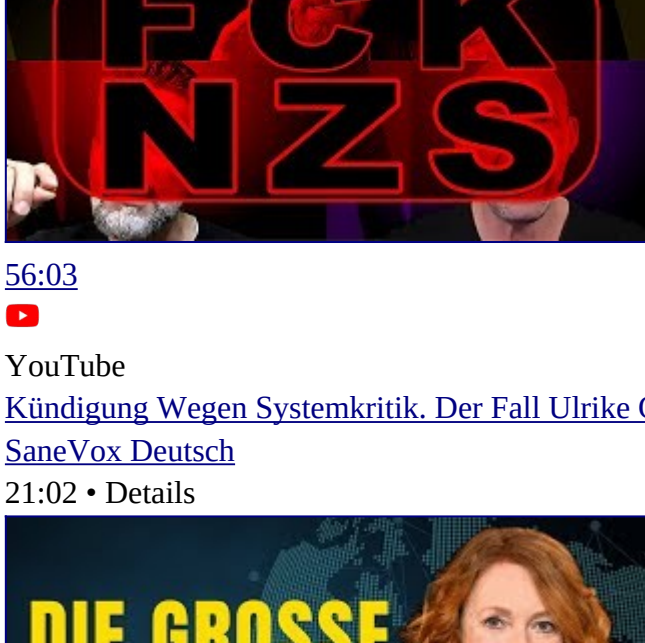 FCK
NZS
56:03
YouTube
Kündigung Wegen Systemkritik. Der Fall Ulrike
SaneVox Deutsch
21:02 • Details
DIE GROSSE